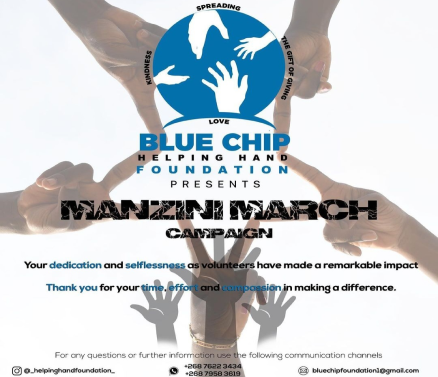 SPREADING
KINDNESS
THE GIFT OF GIVING
LOVE
BLUE CHIP
HELPING HAND
FOUNDATION
PRESENTS
MANZINI MARCH
CAMPAIGN
Your dedication and selflessness as volunteers have made a remarkable impact
Thank you for your time, effort and compassion in making a difference.
For any questions or further information use the following communication channels
@_helpinghandfoundation_
+268 7622 3434
+268 7958 3619
bluechipfoundation1@gmail.com